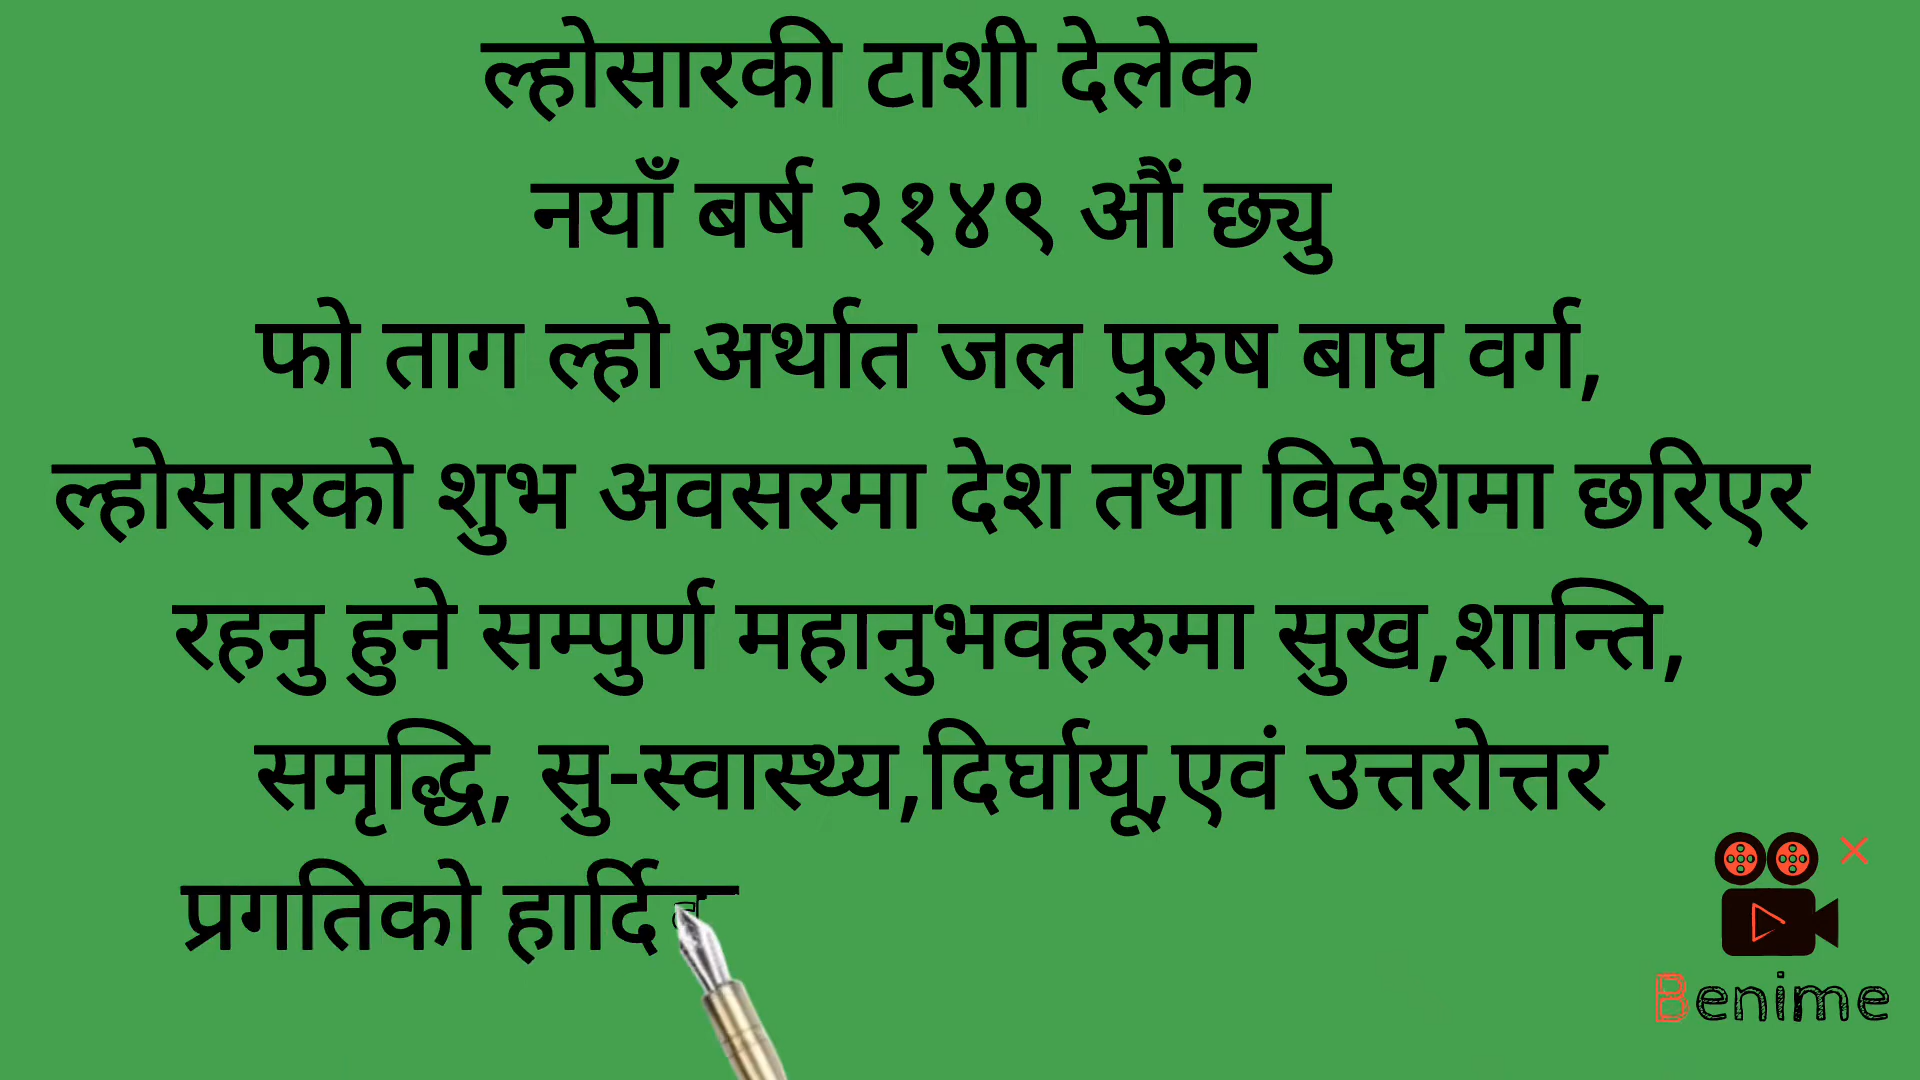 ल्होसारकी टाशी देलेक
नयाँ बर्ष २१४९ औं छ्यु
फो ताग ल्हो अर्थात जल पुरुष बाघ वर्ग,
ल्होसारको शुभ अवसरमा देश तथा विदेशमा छरिएर
रहनु हुने सम्पुर्ण महानुभवहरुमा सुख,शान्ति,
समृद्धि, सु-स्वास्थ्य,दिर्घायू,एवं उत्तरोत्तर
प्रगतिको
Benime